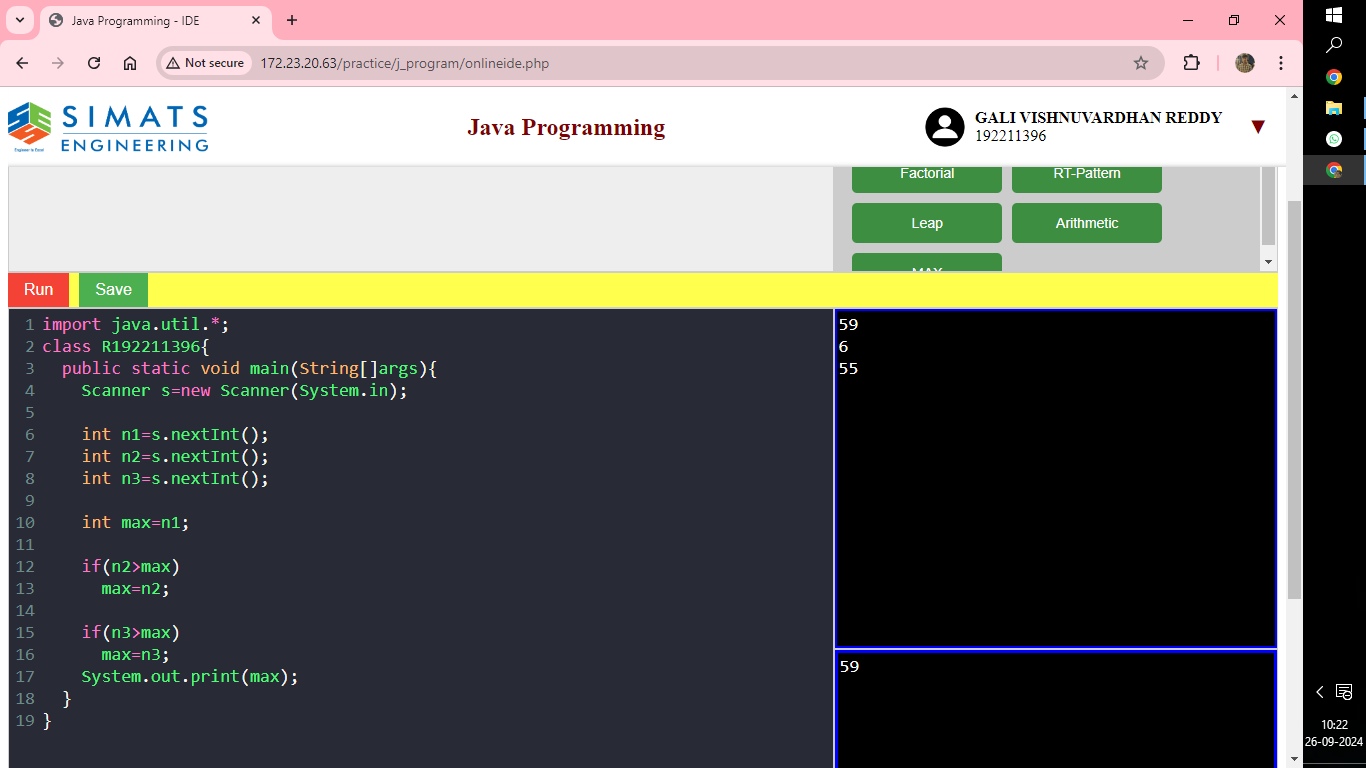 Java Programming - IDE
Not secure
172.23.20.63/practice/j_program/onlineide.php
SIMATS
ENGINEERING
Engineer to Excel
Java Programming
GALI VISHNUVARDHAN REDDY
192211396
Factorial
RT-Pattern
Leap
Arithmetic
MAX
Run
Save
1 import java.util.*;
2 class R192211396{
3   public static void main(String[]args){
4     Scanner s=new Scanner(System.in);
5
6     int n1=s.nextInt();
7     int n2=s.nextInt();
8     int n3=s.nextInt();
9
10     int max=n1;
11
12     if(n2>max)
13       max=n2;
14
15     if(n3>max)
16       max=n3;
17     System.out.print(max);
18   }
19 }
59
6
55
59
10:22
26-09-2024